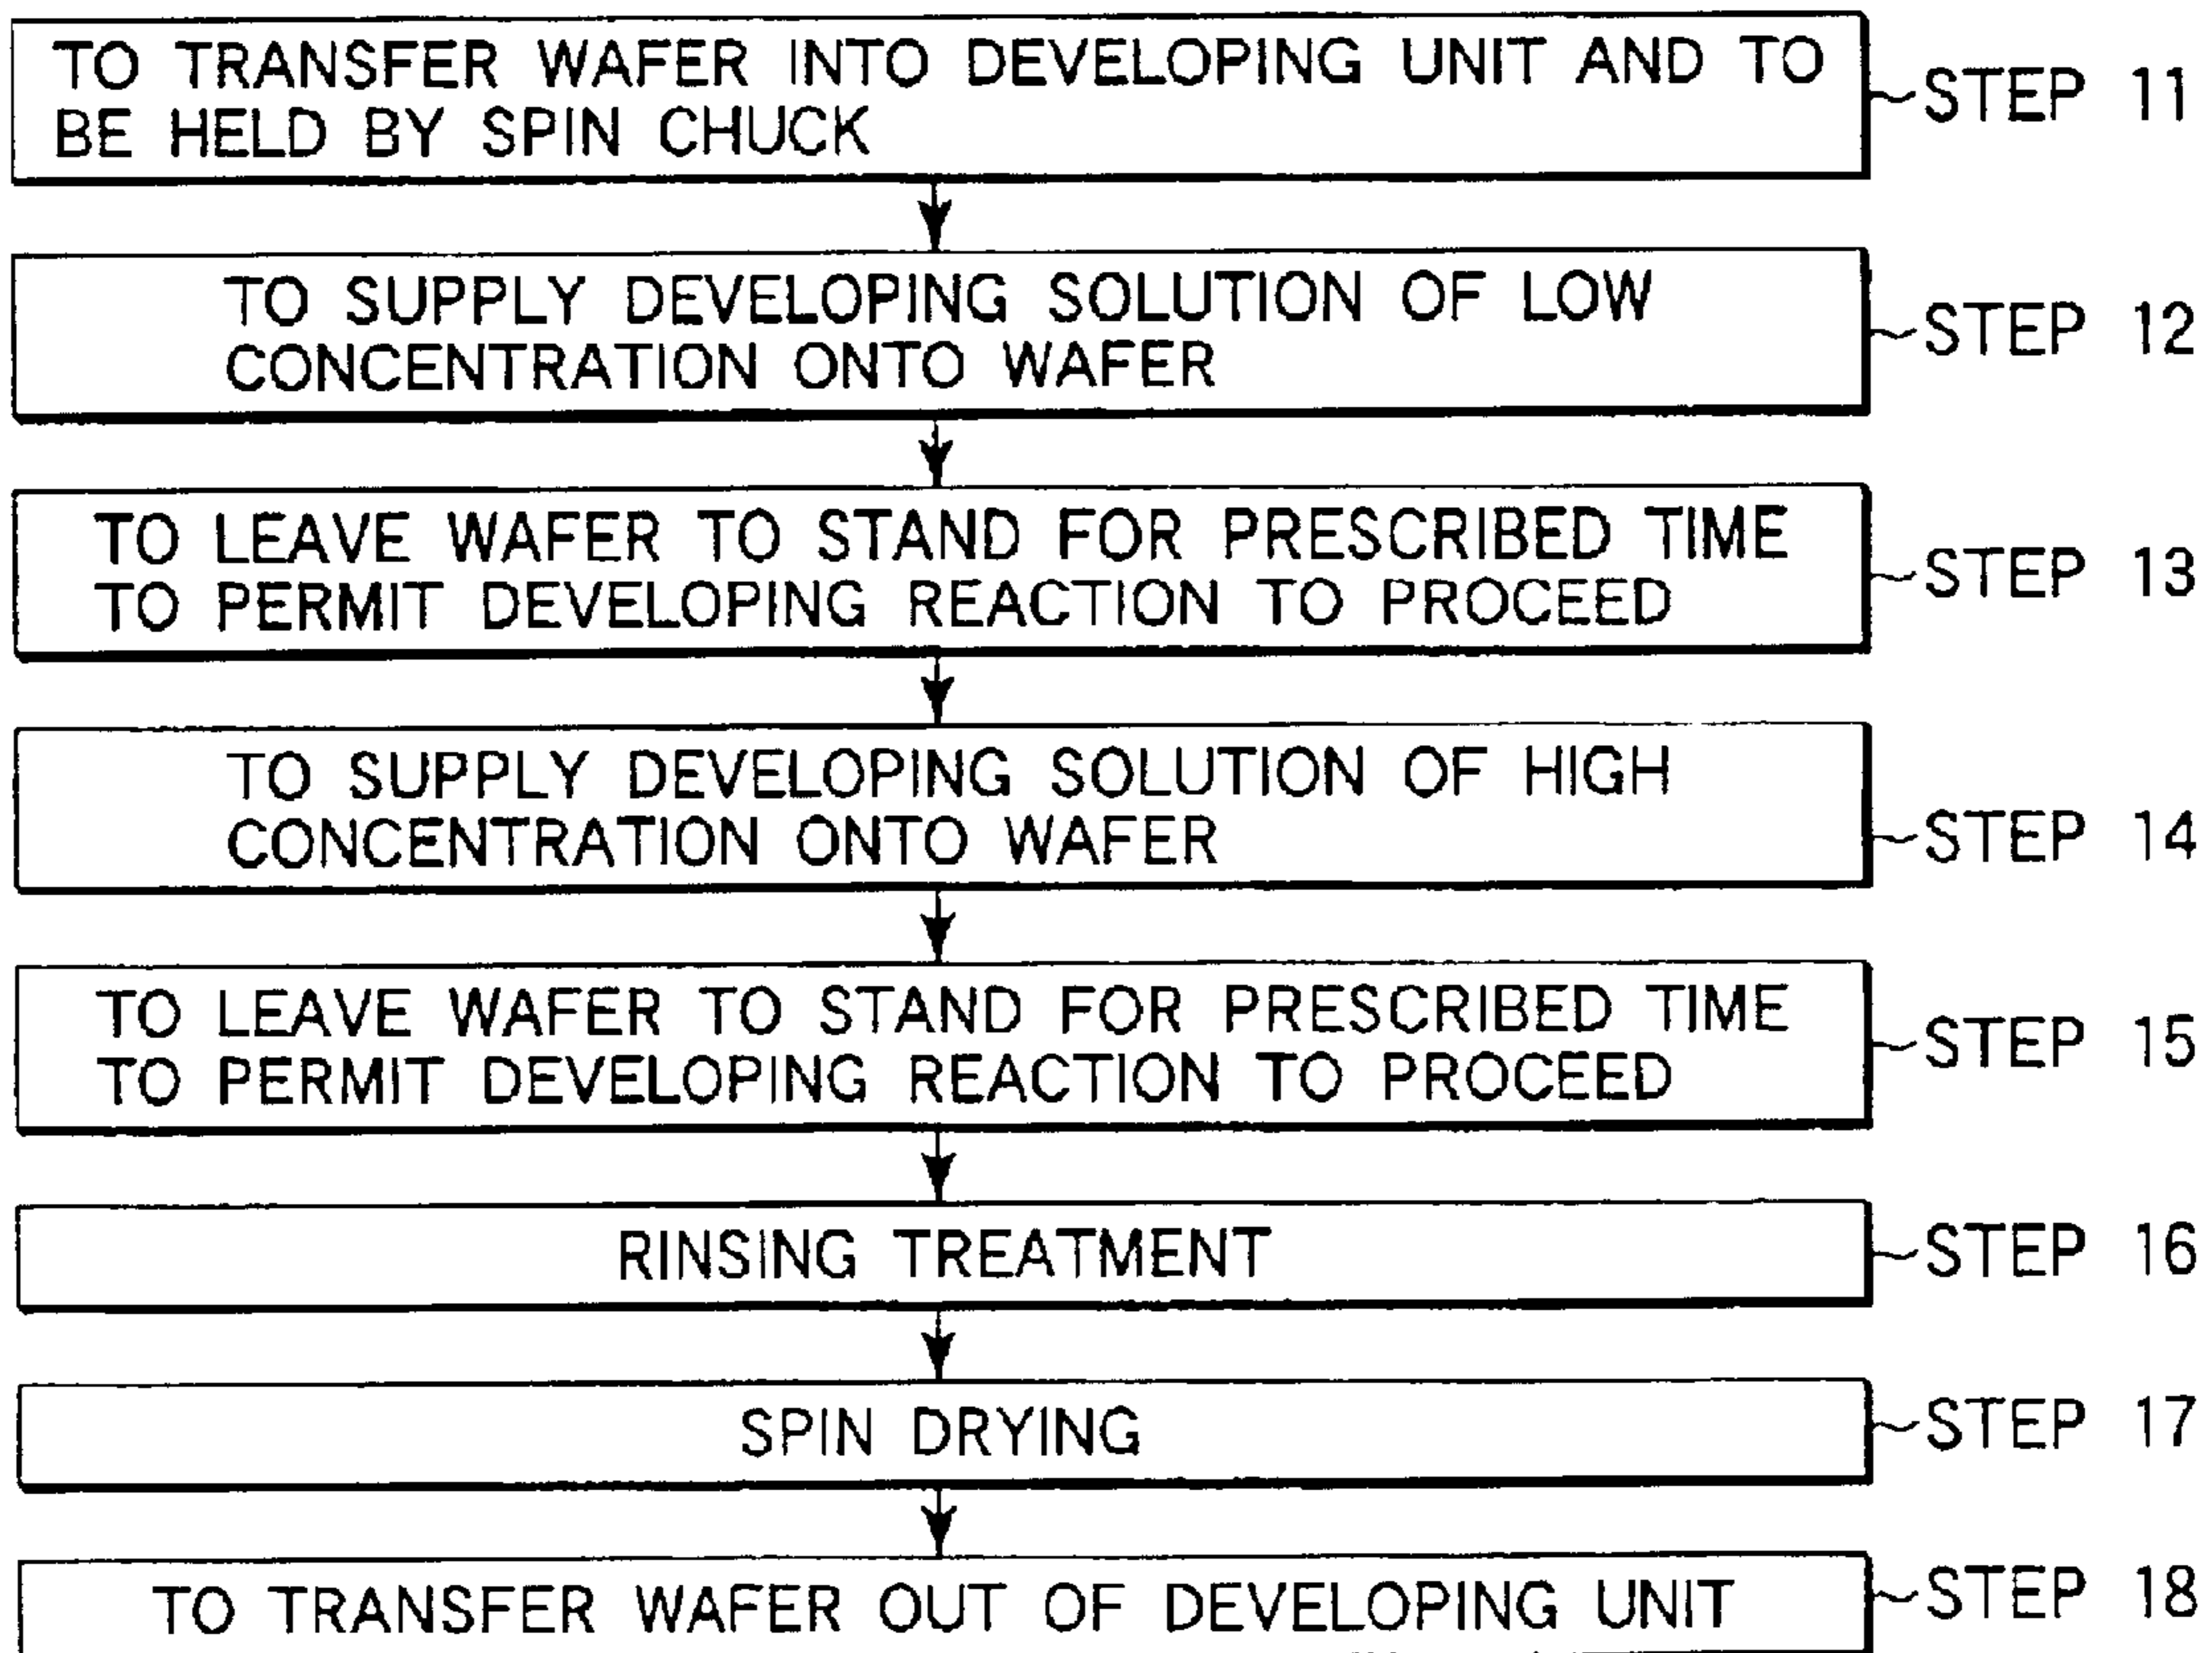 TO TRANSFER WAFER INTO DEVELOPING UNIT AND TO
BE HELD BY SPIN CHUCK
STEP 11
TO SUPPLY DEVELOPING SOLUTION OF LOW
CONCENTRATION ONTO WAFER
STEP 12
TO LEAVE WAFER TO STAND FOR PRESCRIBED TIME
TO PERMIT DEVELOPING REACTION TO PROCEED
STEP 13
TO SUPPLY DEVELOPING SOLUTION OF HIGH
CONCENTRATION ONTO WAFER
STEP 14
TO LEAVE WAFER TO STAND FOR PRESCRIBED TIME
TO PERMIT DEVELOPING REACTION TO PROCEED
STEP 15
RINSING TREATMENT
STEP 16
SPIN DRYING
STEP 17
TO TRANSFER WAFER OUT OF DEVELOPING UNIT
STEP 18